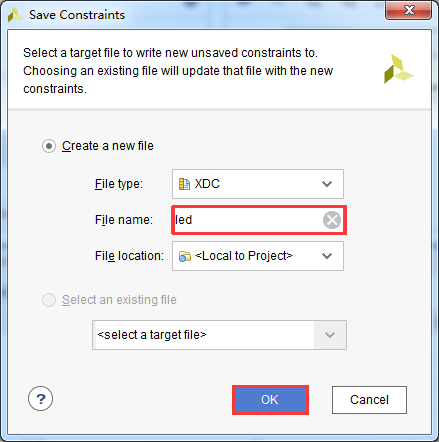 Save Constraints
Select a target file to write new unsaved constraints to.
Choosing an existing file will update that file with the new
constraints.
Create a new file
File type: XDC
File name: led
File location: <Local to Project>
Select an existing file
<select a target file>
?
OK Cancel